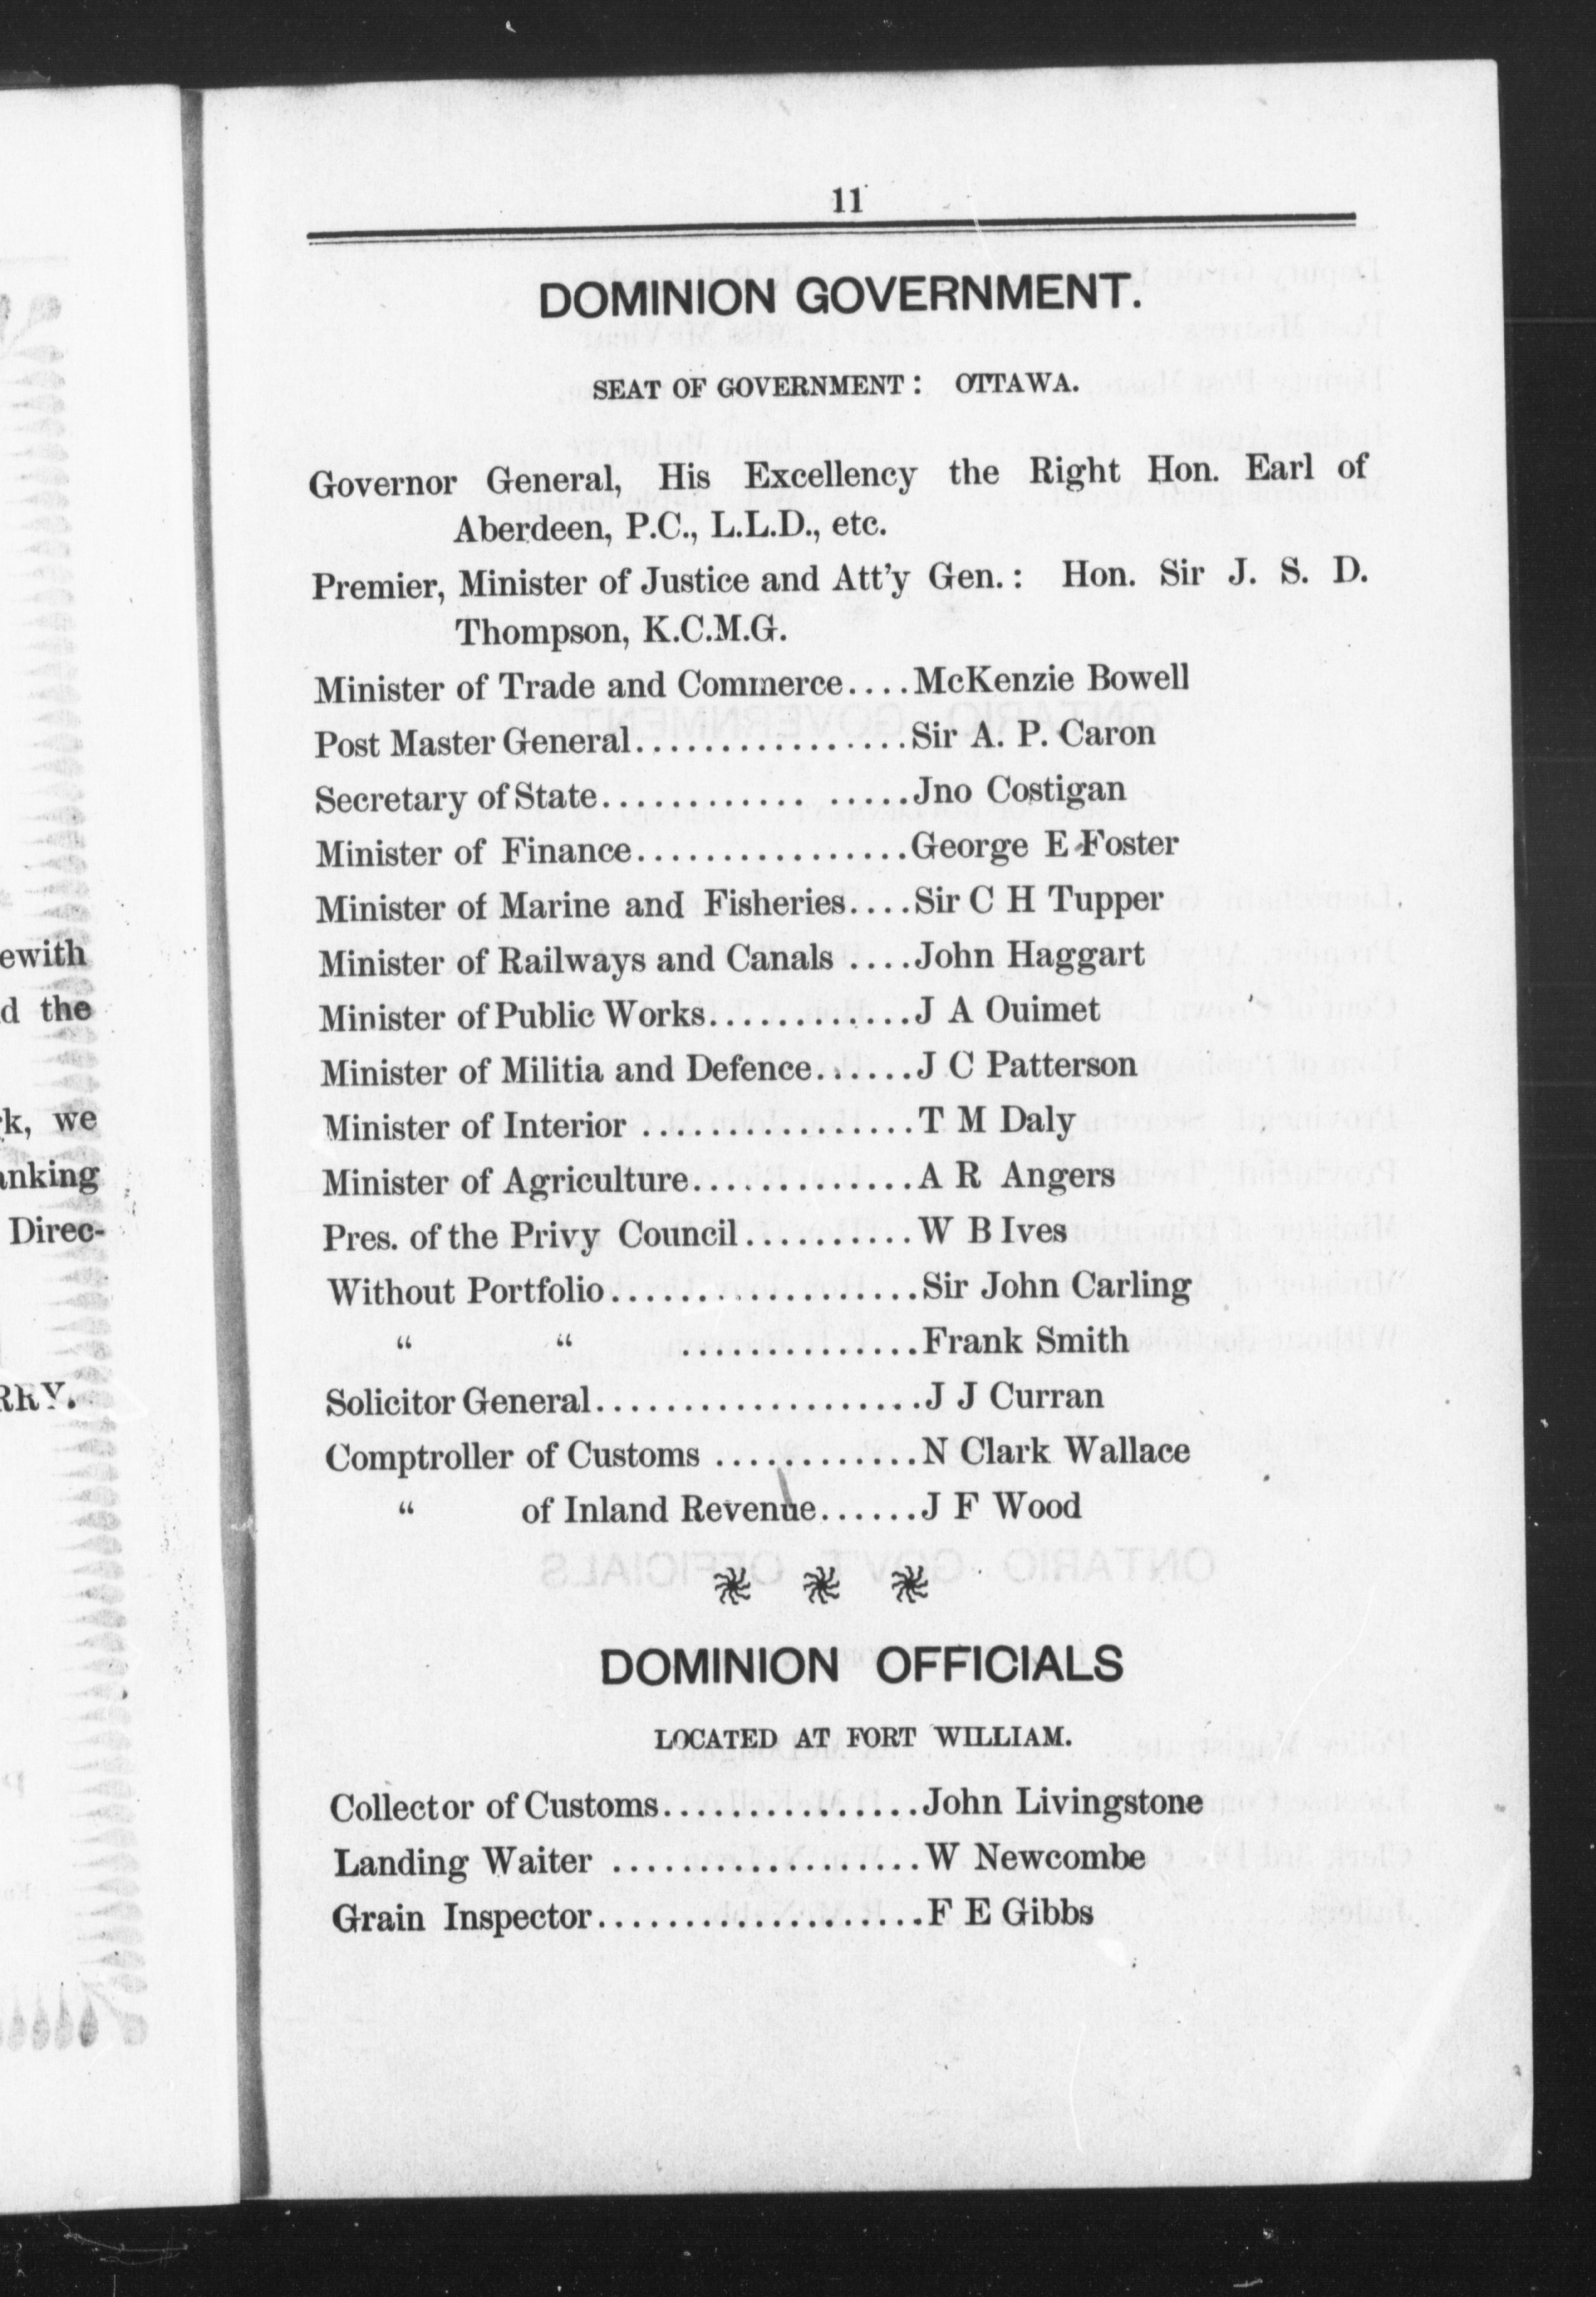 ewith
d the
k, we
anking
Direc-
RRY.
11
DOMINION GOVERNMENT.
SEAT OF GOVERNMENT: OTTAWA.
Governor General, His Excellency the Right Hon. Earl of
Aberdeen, P.C., L.L.D., etc.
Premier, Minister of Justice and Att'y Gen.: Hon. Sir J. S. D.
Thompson, K.C.M.G.
Minister of Trade and Commerce....McKenzie Bowell
Post Master General................Sir A. P. Caron
Secretary of State............ .....Jno Costigan
Minister of Finance................George E Foster
Minister of Marine and Fisheries....Sir C H Tupper
Minister of Railways and Canals ....John Haggart
Minister of Public Works............J A Ouimet
Minister of Militia and Defence......J C Patterson
Minister of Interior ................T M Daly
Minister of Agriculture.............A R Angers
Pres. of the Privy Council..........W B Ives
Without Portfolio..................Sir John Carling
" " ..............Frank Smith
Solicitor General...................J J Curran
Comptroller of Customs ............N Clark Wallace
" of Inland Revenue......J F Wood
DOMINION OFFICIALS
LOCATED AT FORT WILLIAM.
Collector of Customs...............John Livingstone
Landing Waiter ..................W Newcombe
Grain Inspector...................F E Gibbs